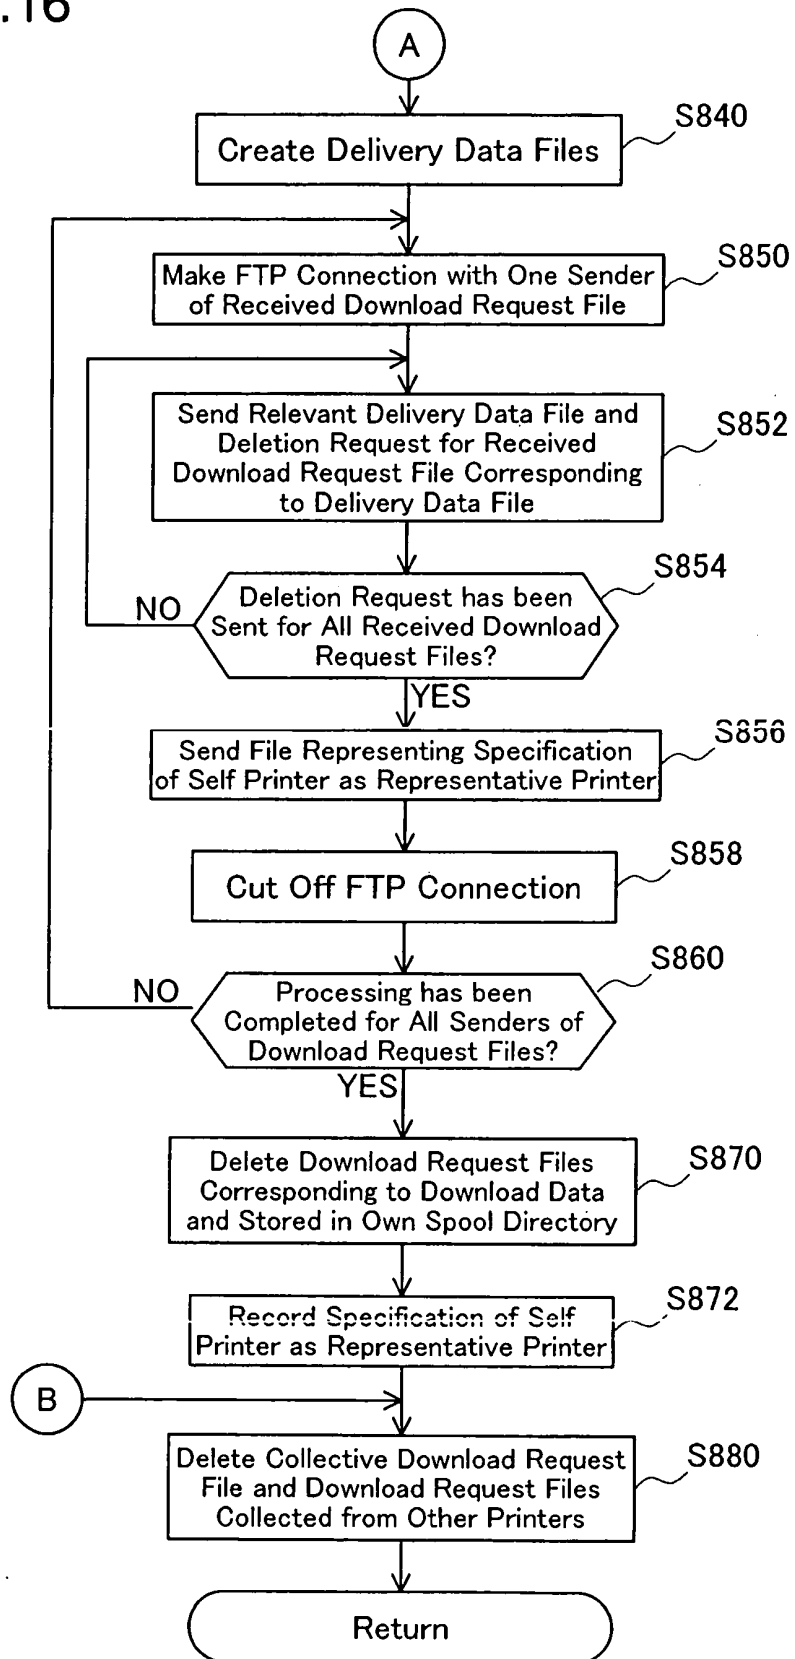 .16
A
S840
Create Delivery Data Files
S850
Make FTP Connection with One Sender
of Received Download Request File
S852
Send Relevant Delivery Data File and
Deletion Request for Received
Download Request File Corresponding
to Delivery Data File
S854
Deletion Request has been
Sent for All Received Download
Request Files?
NO
YES
S856
Send File Representing Specification
of Self Printer as Representative Printer
S858
Cut Off FTP Connection
S860
Processing has been
Completed for All Senders of
Download Request Files?
NO
YES
S870
Delete Download Request Files
Corresponding to Download Data
and Stored in Own Spool Directory
S872
Record Specification of Self
Printer as Representative Printer
B
S880
Delete Collective Download Request
File and Download Request Files
Collected from Other Printers
Return